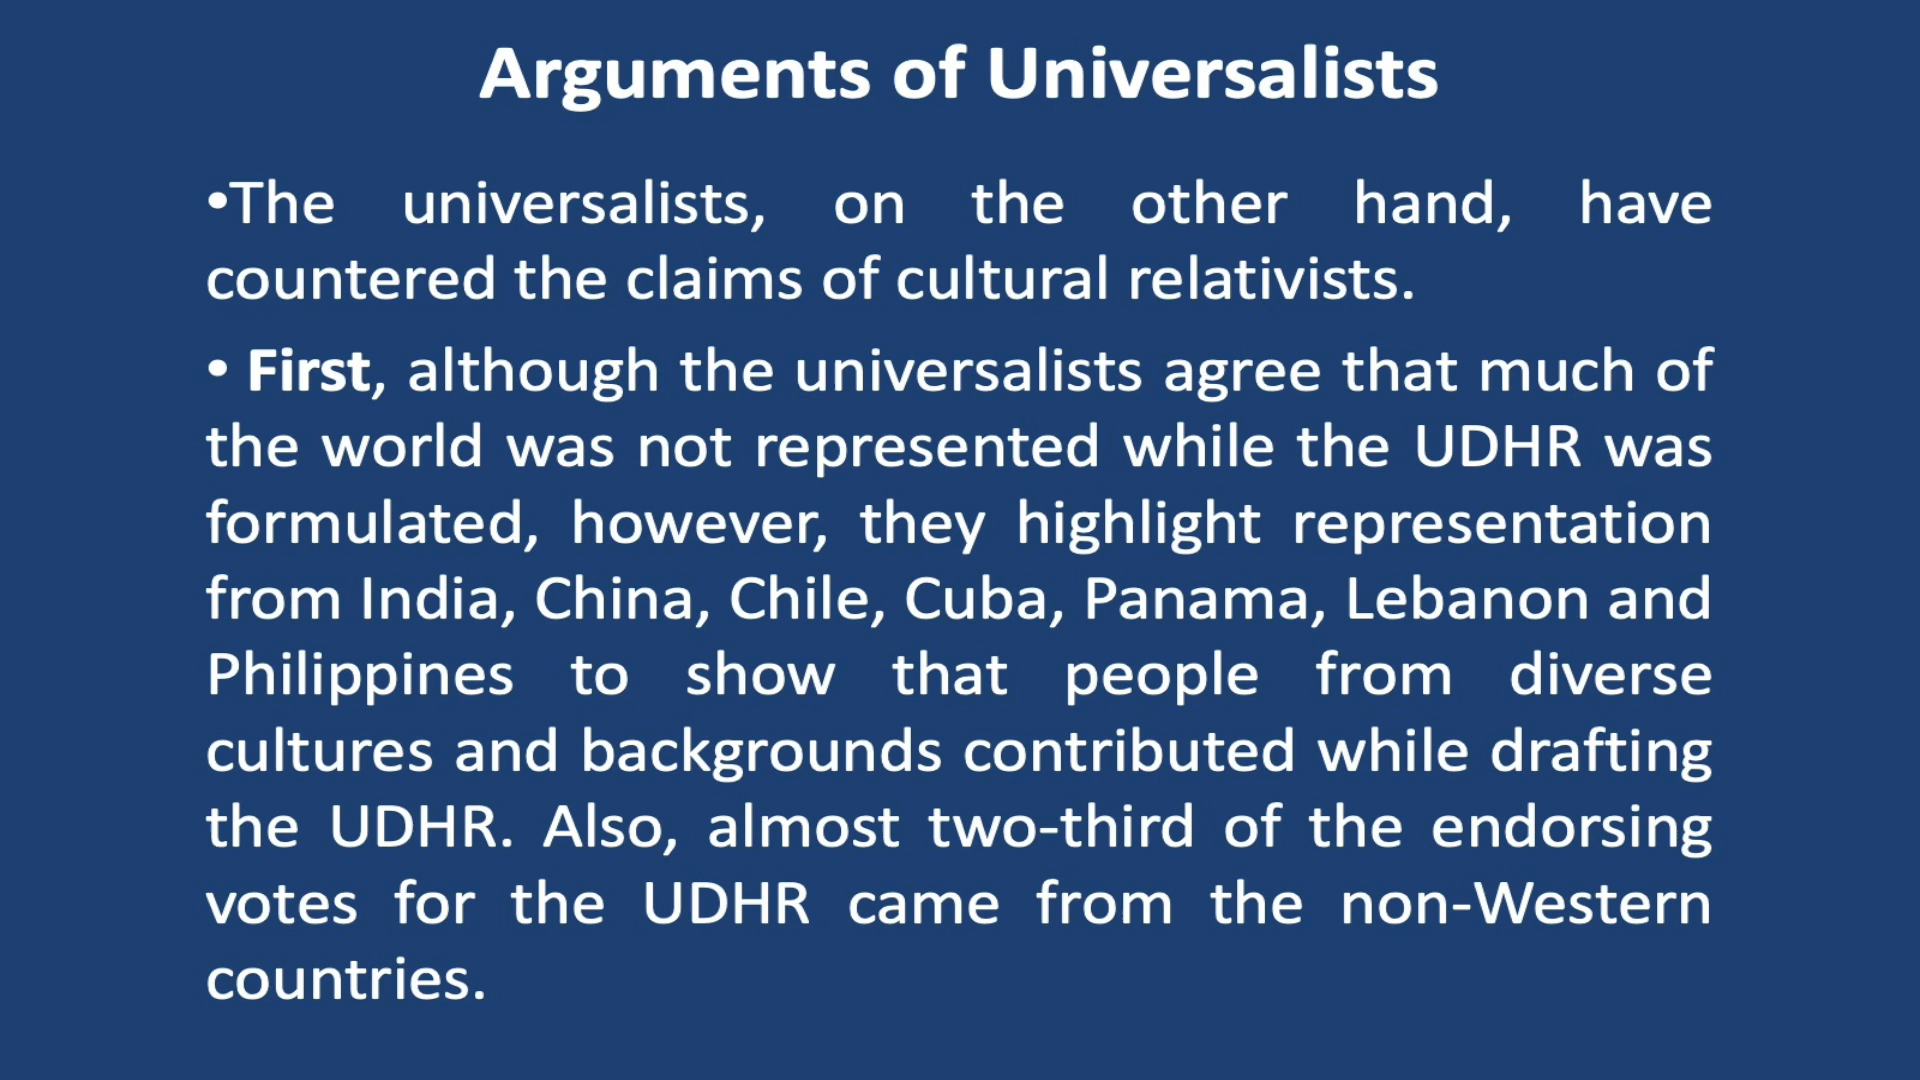 Arguments of Universalists
•The universalists, on the other hand, have
countered the claims of cultural relativists.
• First, although the universalists agree that much of
the world was not represented while the UDHR was
formulated, however, they highlight representation
from India, China, Chile, Cuba, Panama, Lebanon and
Philippines to show that people from diverse
cultures and backgrounds contributed while drafting
the UDHR. Also, almost two-third of the endorsing
votes for the UDHR came from the non-Western
countries.